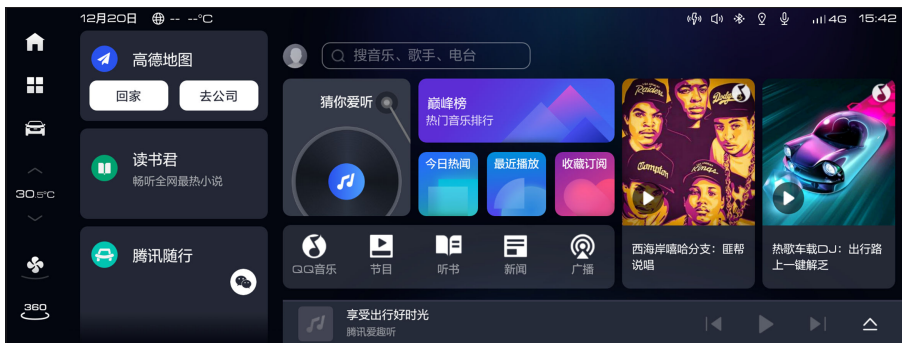 12月20日
-- --°C
4G 15:42
高德地图
回家
去公司
读书君
畅听全网最热小说
腾讯随行
30.5°C
360
搜音乐、歌手、电台
猜你爱听
巅峰榜
热门音乐排行
今日热闻
最近播放
收藏订阅
QQ音乐
节目
听书
新闻
广播
Raiders
Dodgers
Compton
Kings
西海岸嘻哈分支：匪帮
说唱
热歌车载DJ：出行路
上一键解乏
享受出行好时光
腾讯爱趣听